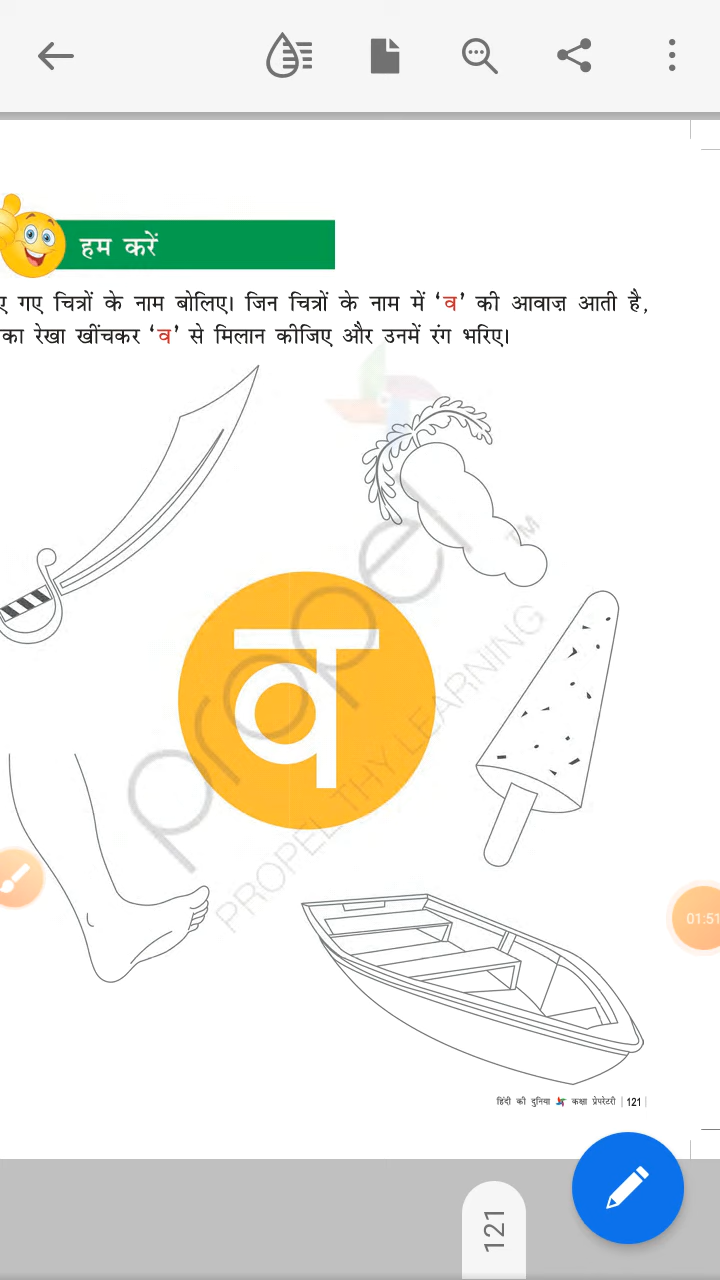 हम करें
ए गए चित्रों के नाम बोलिए। जिन चित्रों के नाम में ‘व’ की आवाज़ आती है,
का रेखा खींचकर ‘व’ से मिलान कीजिए और उनमें रंग भरिए।
propel™
PROPEL THY LEARNING
व
01:51
हिंदी की दुनिया कक्षा प्रेपरेटरी | 121 |
121